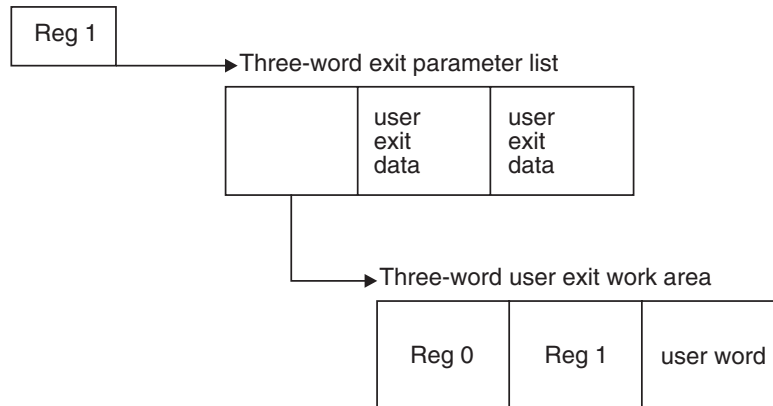 Reg 1
Three-word exit parameter list
user
exit
data
user
exit
data
Three-word user exit work area
Reg 0
Reg 1
user word